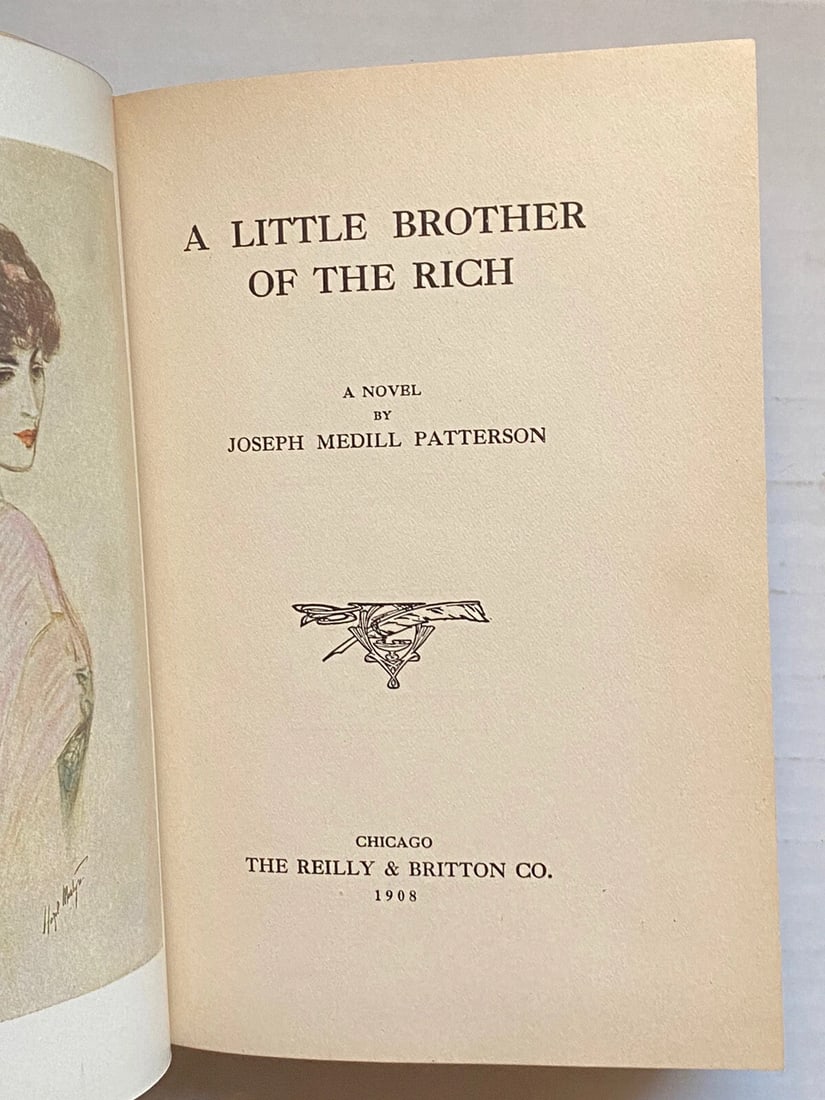 A LITTLE BROTHER
OF THE RICH
A NOVEL
BY
JOSEPH MEDILL PATTERSON
CHICAGO
THE REILLY & BRITTON CO.
1908